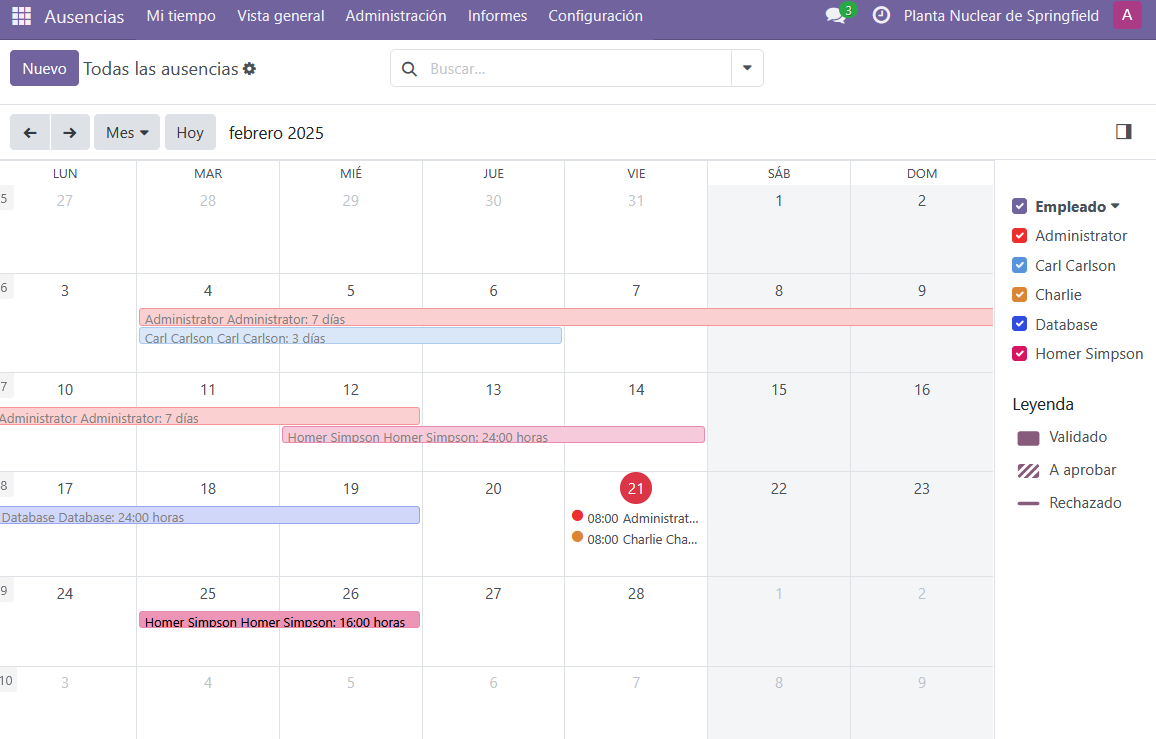 Ausencias Mi tiempo Vista general Administración Informes Configuración 3 Planta Nuclear de Springfield A
Nuevo Todas las ausencias Buscar...
Mes Hoy febrero 2025
LUN MAR MIÉ JUE VIE SÁB DOM
5 27 28 29 30 31 1 2
6 3 4 5 6 7 8 9
Administrator Administrator: 7 días
Carl Carlson Carl Carlson: 3 días
7 10 11 12 13 14 15 16
Administrator Administrator: 7 días
Homer Simpson Homer Simpson: 24:00 horas
8 17 18 19 20 21 22 23
Database Database: 24:00 horas
08:00 Administrat...
08:00 Charlie Cha...
9 24 25 26 27 28 1 2
Homer Simpson Homer Simpson: 16:00 horas
10 3 4 5 6 7 8 9
Empleado
Administrator
Carl Carlson
Charlie
Database
Homer Simpson
Leyenda
Validado
A aprobar
Rechazado